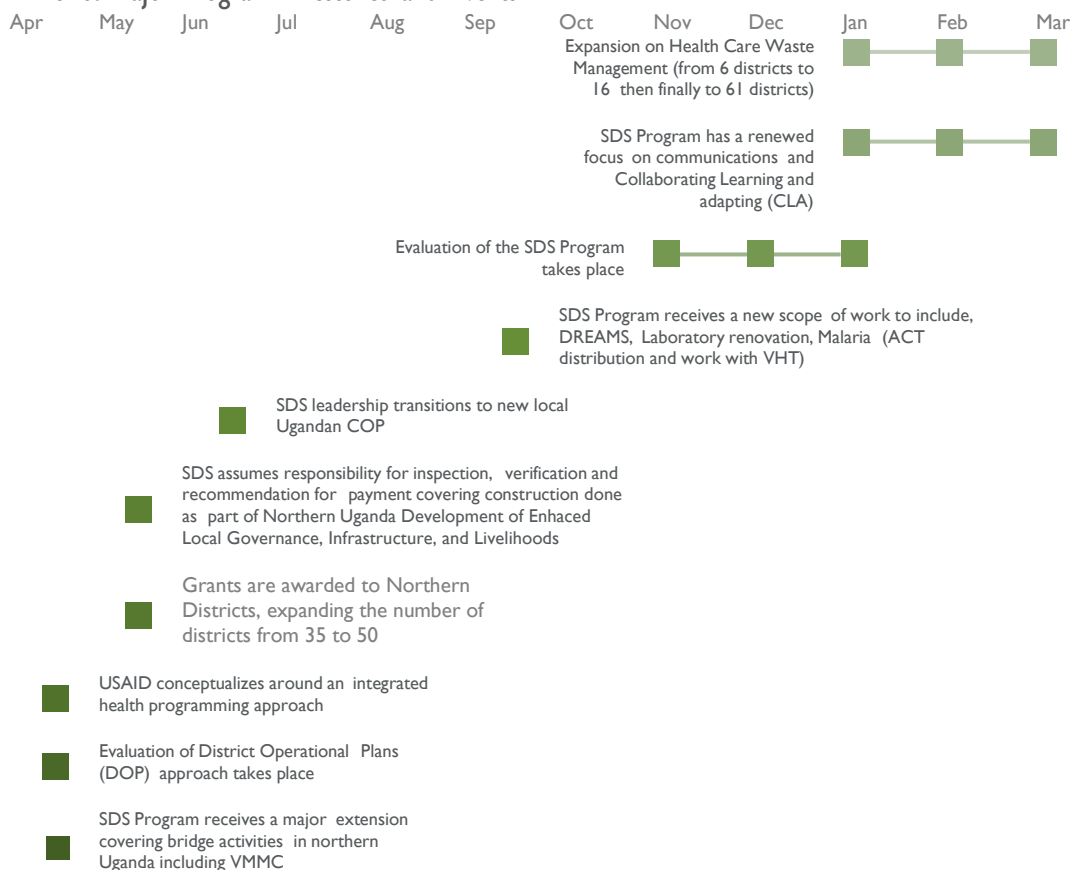 Apr May Jun Jul Aug Sep Oct Nov Dec Jan Feb Mar
Expansion on Health Care Waste
Management (from 6 districts to
16 then finally to 61 districts)
SDS Program has a renewed
focus on communications and
Collaborating Learning and
adapting (CLA)
Evaluation of the SDS Program
takes place
SDS Program receives a new scope of work to include,
DREAMS, Laboratory renovation, Malaria (ACT
distribution and work with VHT)
SDS leadership transitions to new local
Ugandan COP
SDS assumes responsibility for inspection, verification and
recommendation for payment covering construction done
as part of Northern Uganda Development of Enhaced
Local Governance, Infrastructure, and Livelihoods
Grants are awarded to Northern
Districts, expanding the number of
districts from 35 to 50
USAID conceptualizes around an integrated
health programming approach
Evaluation of District Operational Plans
(DOP) approach takes place
SDS Program receives a major extension
covering bridge activities in northern
Uganda including VMMC